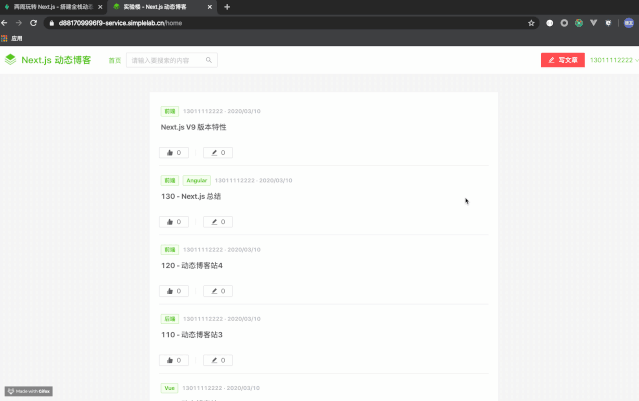 两周玩转 Next.js - 搭建全栈动态
实验楼 - Next.js 动态博客
d881709996f9-service.simplelab.cn/home
应用
Next.js 动态博客
首页
请输入要搜索的内容
写文章
13011112222
前端 13011112222 - 2020/03/10
Next.js V9 版本特性
0 0
前端 Angular 13011112222 - 2020/03/10
130 - Next.js 总结
0 0
前端 13011112222 - 2020/03/10
120 - 动态博客站4
0 0
后端 13011112222 - 2020/03/10
110 - 动态博客站3
0 0
Vue 13011112222 - 2020/03/10
Made with Gifox